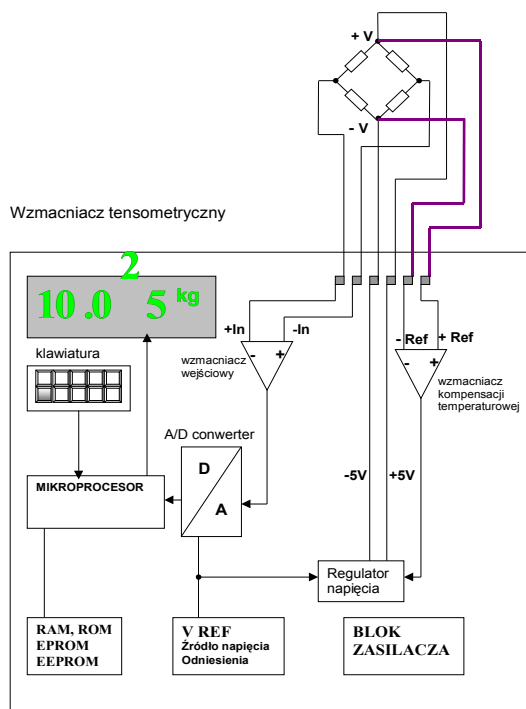 + V
- V
Wzmacniacz tensometryczny
2
10.0 5 kg
+In
-In
- Ref
+ Ref
klawiatura
wzmacniacz
wejściowy
- +
- +
wzmacniacz
kompensacji
temperaturowej
A/D converter
D
A
MIKROPROCESOR
-5V
+5V
Regulator
napięcia
RAM, ROM
EPROM
EEPROM
V REF
Źródło napięcia
Odniesienia
BLOK
ZASILACZA